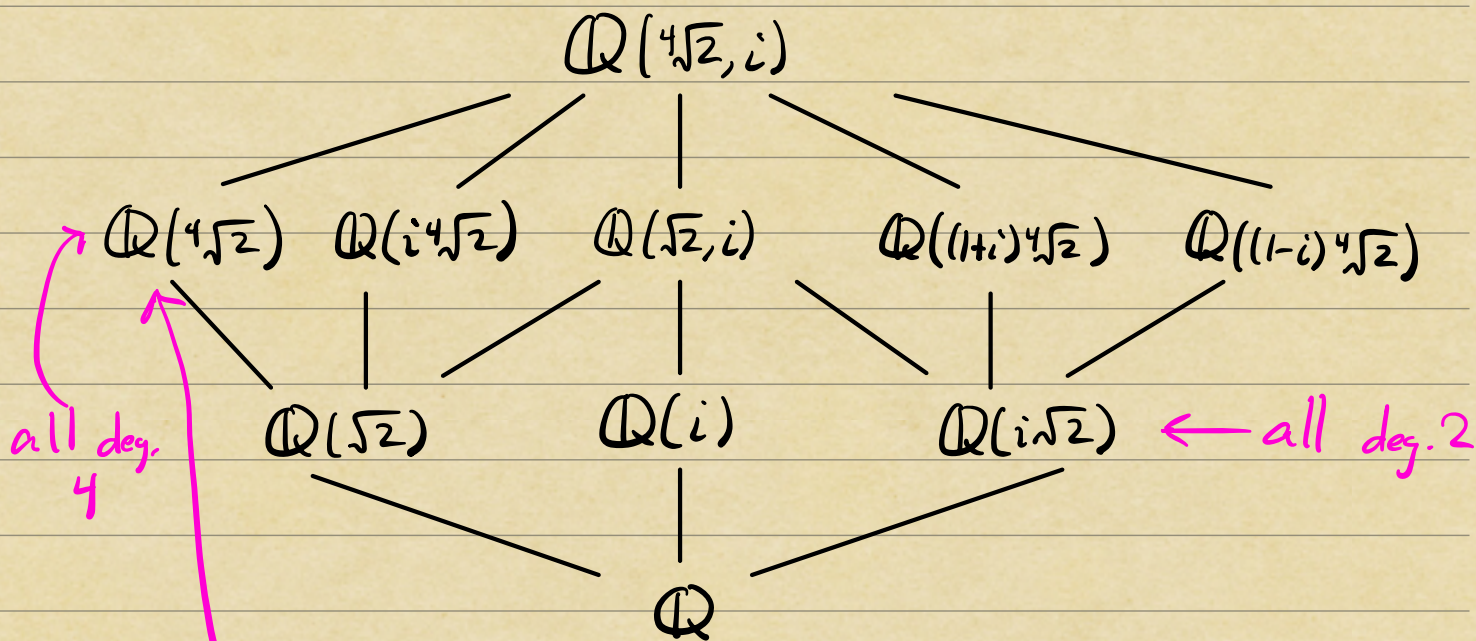 ℚ(⁴√2, i)
ℚ(⁴√2) ℚ(i⁴√2) ℚ(√2, i) ℚ((1+i)⁴√2) ℚ((1-i)⁴√2)
all deg.
4
ℚ(√2) ℚ(i) ℚ(i√2) ← all deg. 2
ℚ